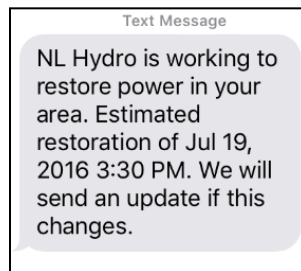 Text Message
NL Hydro is working to
restore power in your
area. Estimated
restoration of Jul 19,
2016 3:30 PM. We will
send an update if this
changes.